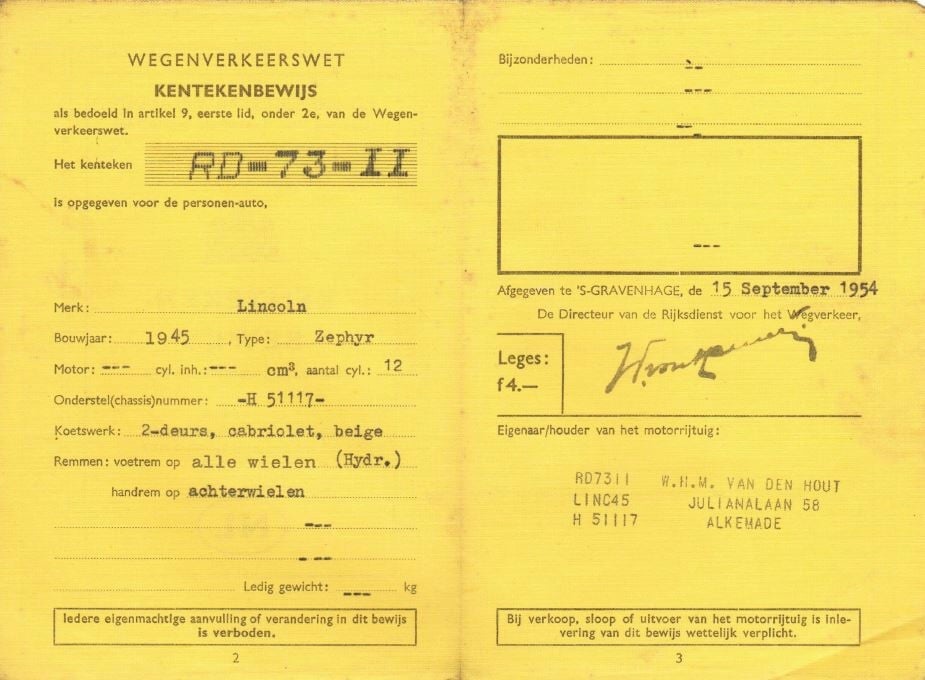 WEGENVERKEERSWET
KENTEKENBEWIJS
als bedoeld in artikel 9, eerste lid, onder 2e, van de Wegen-
verkeerswet.
Het kenteken RD-73-II
is opgegeven voor de personen-auto,
Merk: Lincoln
Bouwjaar: 1945, Type: Zephyr
Motor: --- cyl. inh.: --- cm³, aantal cyl.: 12
Onderstel(chassis)nummer: -H 51117-
Koetswerk: 2-deurs, cabriolet, beige
Remmen: voetrem op alle wielen (Hydr.)
handrem op achterwielen
---
- ---
Ledig gewicht: --- kg
Iedere eigenmachtige aanvulling of verandering in dit bewijs
is verboden.
2
Bijzonderheden: --
---
---
---
Afgegeven te 'S-GRAVENHAGE, de 15 September 1954
De Directeur van de Rijksdienst voor het Wegverkeer,
Leges:
f 4.—
Eigenaar/houder van het motorrijtuig:
RD7311 W.H.M. VAN DEN HOUT
LINC45 JULIANALAAN 58
H 51117 ALKEMADE
Bij verkoop, sloop of uitvoer van het motorrijtuig is inle-
vering van dit bewijs wettelijk verplicht.
3